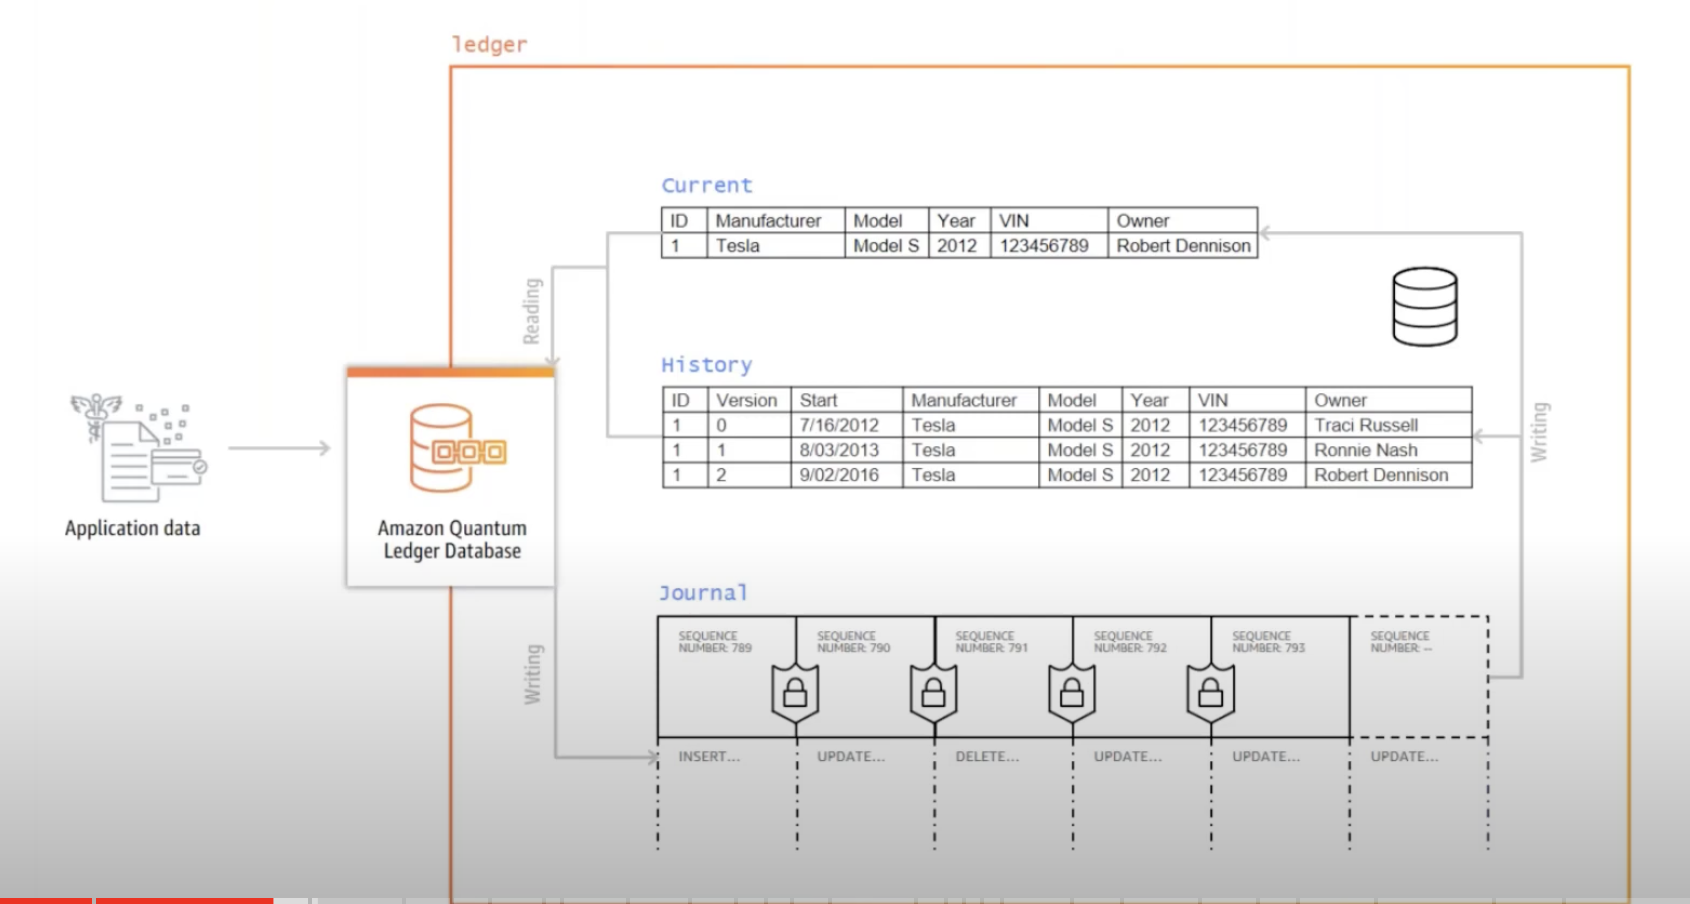 ledger
Current
ID Manufacturer Model Year VIN Owner
1 Tesla Model S 2012 123456789 Robert Dennison
Reading
History
ID Version Start Manufacturer Model Year VIN Owner
1 0 7/16/2012 Tesla Model S 2012 123456789 Traci Russell
1 1 8/03/2013 Tesla Model S 2012 123456789 Ronnie Nash
1 2 9/02/2016 Tesla Model S 2012 123456789 Robert Dennison
Writing
Application data
Amazon Quantum
Ledger Database
Journal
Writing
SEQUENCE
NUMBER: 789
SEQUENCE
NUMBER: 790
SEQUENCE
NUMBER: 791
SEQUENCE
NUMBER: 792
SEQUENCE
NUMBER: 793
SEQUENCE
NUMBER: --
INSERT... UPDATE... DELETE... UPDATE... UPDATE... UPDATE...